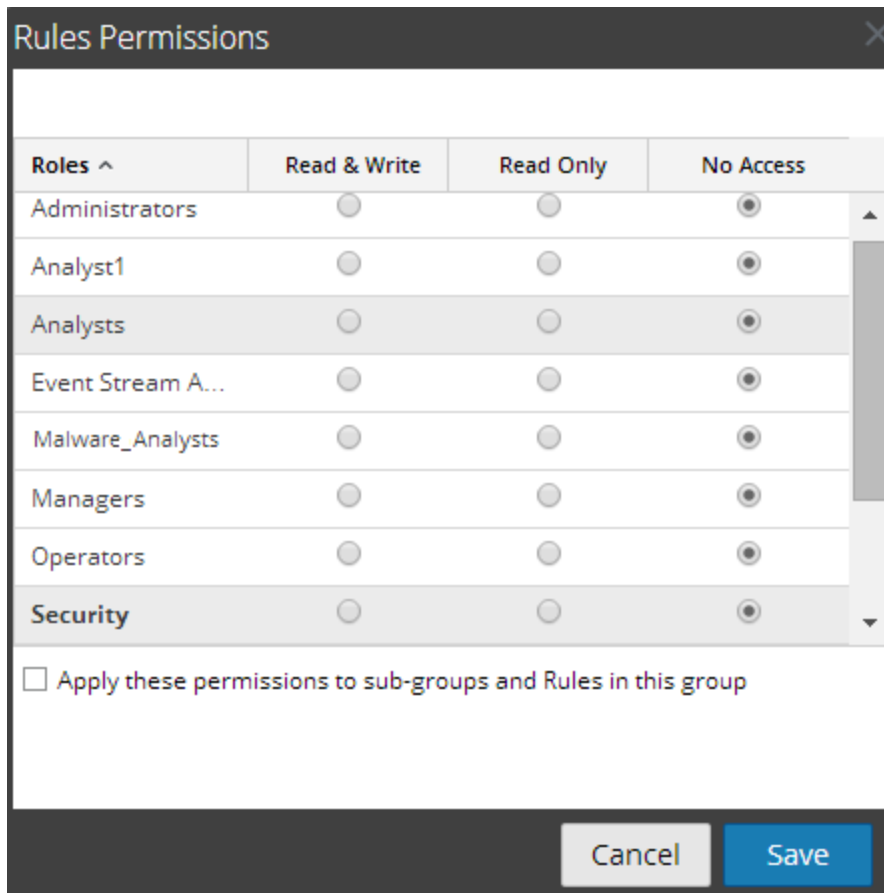 Rules Permissions
Roles Read & Write Read Only No Access
Administrators
Analyst1
Analysts
Event Stream A...
Malware_Analysts
Managers
Operators
Security
Apply these permissions to sub-groups and Rules in this group
Cancel Save